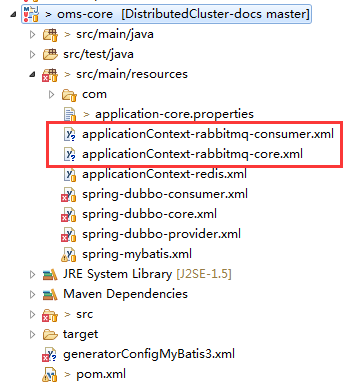 > oms-core [DistributedCluster-docs master]
> src/main/java
src/test/java
> src/main/resources
com
> application-core.properties
applicationContext-rabbitmq-consumer.xml
applicationContext-rabbitmq-core.xml
applicationContext-redis.xml
spring-dubbo-consumer.xml
spring-dubbo-core.xml
spring-dubbo-provider.xml
spring-mybatis.xml
JRE System Library [J2SE-1.5]
Maven Dependencies
> src
target
generatorConfigMyBatis3.xml
> pom.xml